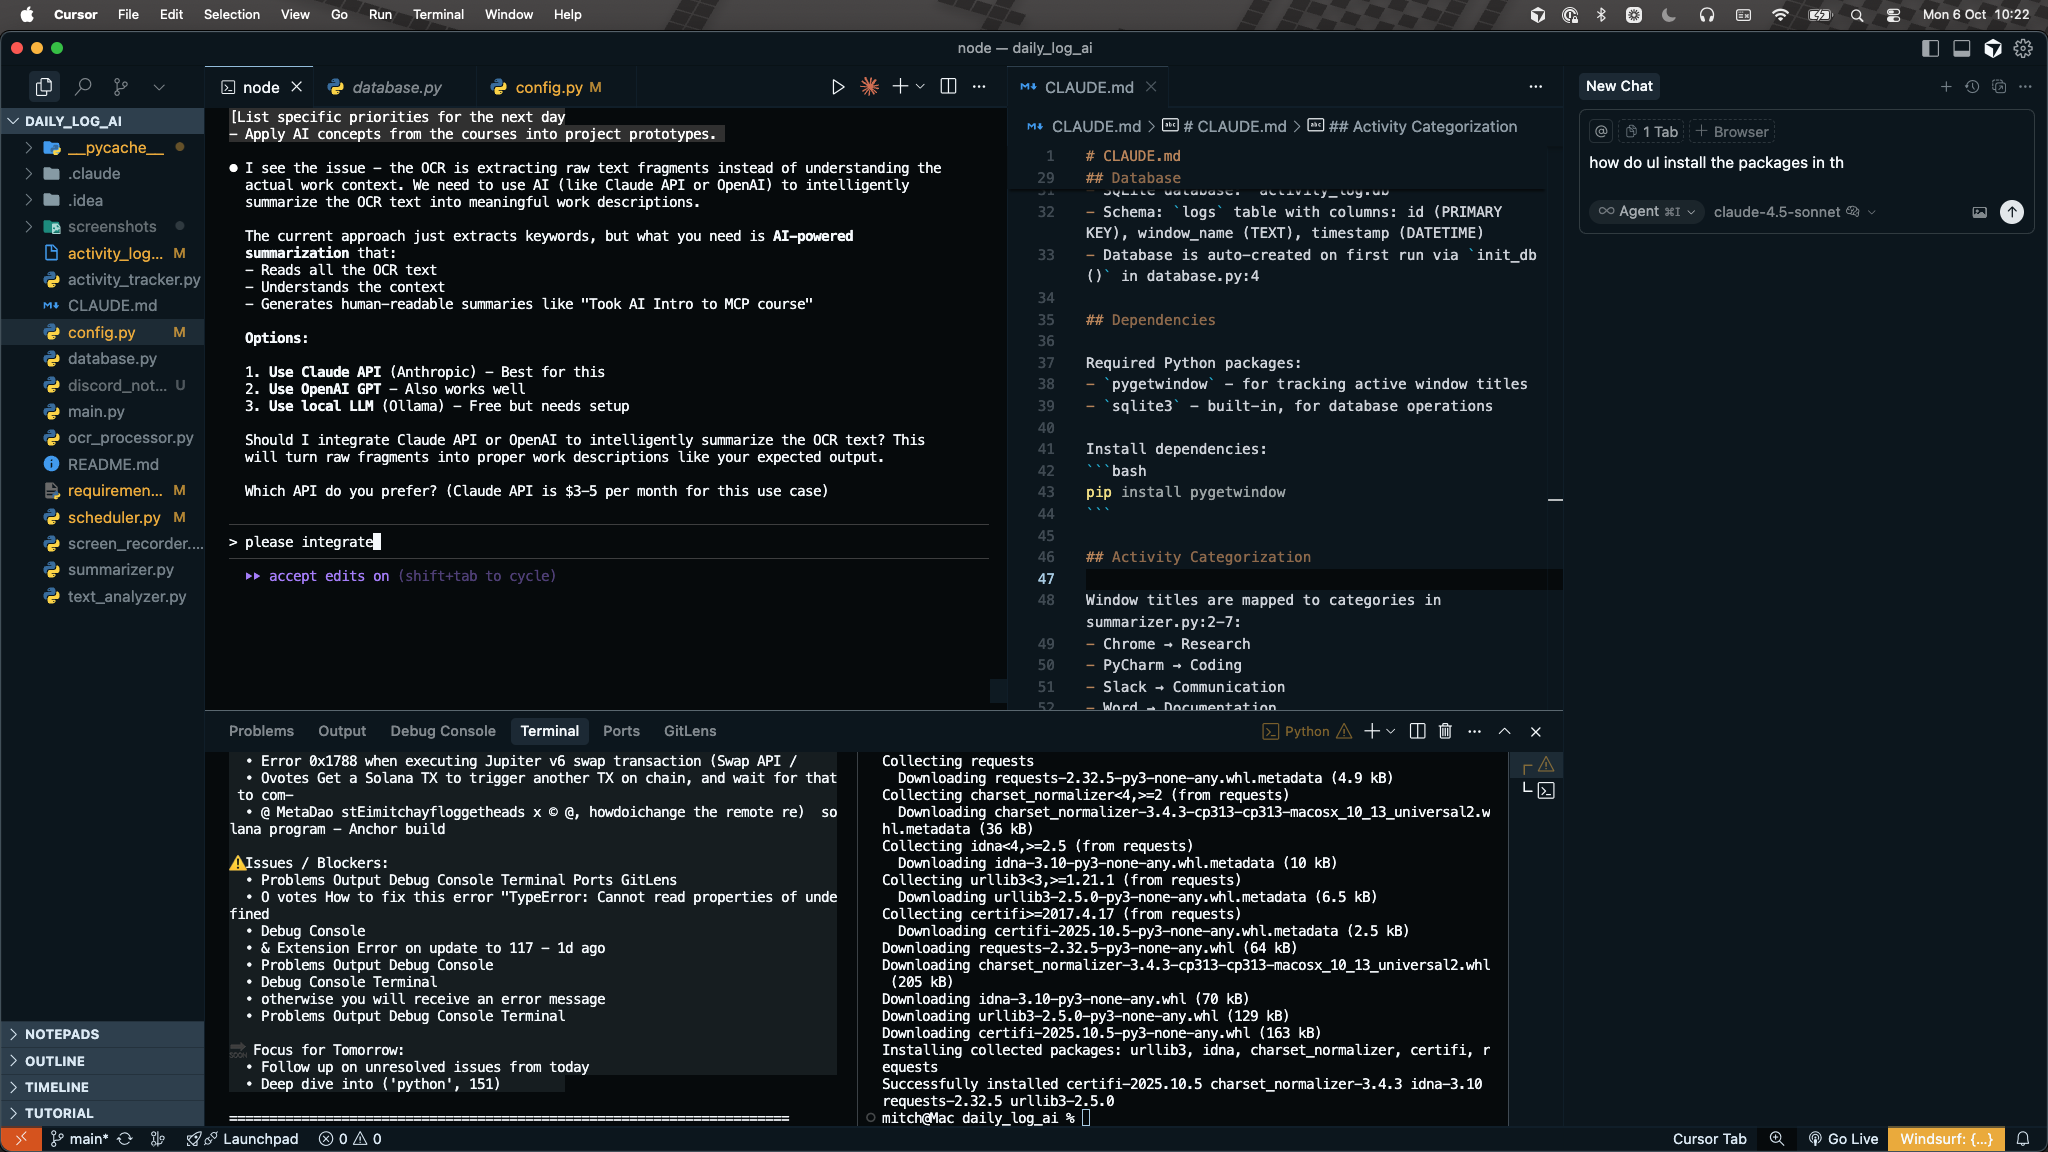 Cursor File Edit Selection View Go Run Terminal Window Help
Mon 6 Oct 10:22
node — daily_log_ai
DAILY_LOG_AI
__pycache__
.claude
.idea
screenshots
activity_log... M
activity_tracker.py
CLAUDE.md
config.py M
database.py
discord_not... U
main.py
ocr_processor.py
README.md
requiremen... M
scheduler.py M
screen_recorder....
summarizer.py
text_analyzer.py
NOTEPADS
OUTLINE
TIMELINE
TUTORIAL
node database.py config.py M
[List specific priorities for the next day
– Apply AI concepts from the courses into project prototypes.
● I see the issue – the OCR is extracting raw text fragments instead of understanding the
actual work context. We need to use AI (like Claude API or OpenAI) to intelligently
summarize the OCR text into meaningful work descriptions.
The current approach just extracts keywords, but what you need is AI–powered
summarization that:
– Reads all the OCR text
– Understands the context
– Generates human–readable summaries like "Took AI Intro to MCP course"
Options:
1. Use Claude API (Anthropic) – Best for this
2. Use OpenAI GPT – Also works well
3. Use local LLM (Ollama) – Free but needs setup
Should I integrate Claude API or OpenAI to intelligently summarize the OCR text? This
will turn raw fragments into proper work descriptions like your expected output.
Which API do you prefer? (Claude API is $3–5 per month for this use case)
> please integrate
accept edits on (shift+tab to cycle)
CLAUDE.md
CLAUDE.md > # CLAUDE.md > ## Activity Categorization
1 # CLAUDE.md
29 ## Database
31 – SQLite database: `activity_log.db`
32 – Schema: `logs` table with columns: id (PRIMARY
KEY), window_name (TEXT), timestamp (DATETIME)
33 – Database is auto–created on first run via `init_db
()` in database.py:4
34
35 ## Dependencies
36
37 Required Python packages:
38 – `pygetwindow` – for tracking active window titles
39 – `sqlite3` – built–in, for database operations
40
41 Install dependencies:
42 ```bash
43 pip install pygetwindow
44 ```
45
46 ## Activity Categorization
47
48 Window titles are mapped to categories in
summarizer.py:2–7:
49 – Chrome → Research
50 – PyCharm → Coding
51 – Slack → Communication
52 – Word → Documentation
New Chat
@ 1 Tab + Browser
how do uI install the packages in th
Agent ⌘I claude-4.5-sonnet
Problems Output Debug Console Terminal Ports GitLens
Python
• Error 0x1788 when executing Jupiter v6 swap transaction (Swap API /
• Ovotes Get a Solana TX to trigger another TX on chain, and wait for that
to com–
• @ MetaDao stEimitchayfloggetheads x © @, howdoichange the remote re) so
lana program – Anchor build
⚠️Issues / Blockers:
• Problems Output Debug Console Terminal Ports GitLens
• O votes How to fix this error "TypeError: Cannot read properties of unde
fined
• Debug Console
• & Extension Error on update to 117 – 1d ago
• Problems Output Debug Console
• Debug Console Terminal
• otherwise you will receive an error message
• Problems Output Debug Console Terminal
Focus for Tomorrow:
• Follow up on unresolved issues from today
• Deep dive into ('python', 151)
======================================================================
Collecting requests
Downloading requests–2.32.5–py3–none–any.whl.metadata (4.9 kB)
Collecting charset_normalizer<4,>=2 (from requests)
Downloading charset_normalizer–3.4.3–cp313–cp313–macosx_10_13_universal2.w
hl.metadata (36 kB)
Collecting idna<4,>=2.5 (from requests)
Downloading idna–3.10–py3–none–any.whl.metadata (10 kB)
Collecting urllib3<3,>=1.21.1 (from requests)
Downloading urllib3–2.5.0–py3–none–any.whl.metadata (6.5 kB)
Collecting certifi>=2017.4.17 (from requests)
Downloading certifi–2025.10.5–py3–none–any.whl.metadata (2.5 kB)
Downloading requests–2.32.5–py3–none–any.whl (64 kB)
Downloading charset_normalizer–3.4.3–cp313–cp313–macosx_10_13_universal2.whl
(205 kB)
Downloading idna–3.10–py3–none–any.whl (70 kB)
Downloading urllib3–2.5.0–py3–none–any.whl (129 kB)
Downloading certifi–2025.10.5–py3–none–any.whl (163 kB)
Installing collected packages: urllib3, idna, charset_normalizer, certifi, r
equests
Successfully installed certifi–2025.10.5 charset_normalizer–3.4.3 idna–3.10
requests–2.32.5 urllib3–2.5.0
mitch@Mac daily_log_ai %
main* Launchpad 0 0 Cursor Tab Go Live Windsurf: {...}